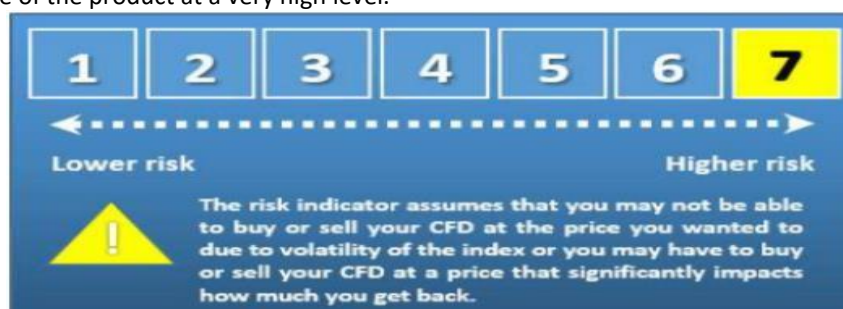 e of the product at a very high level.
1 2 3 4 5 6 7
Lower risk Higher risk
!
The risk indicator assumes that you may not be able
to buy or sell your CFD at the price you wanted to
due to volatility of the index or you may have to buy
or sell your CFD at a price that significantly impacts
how much you get back.